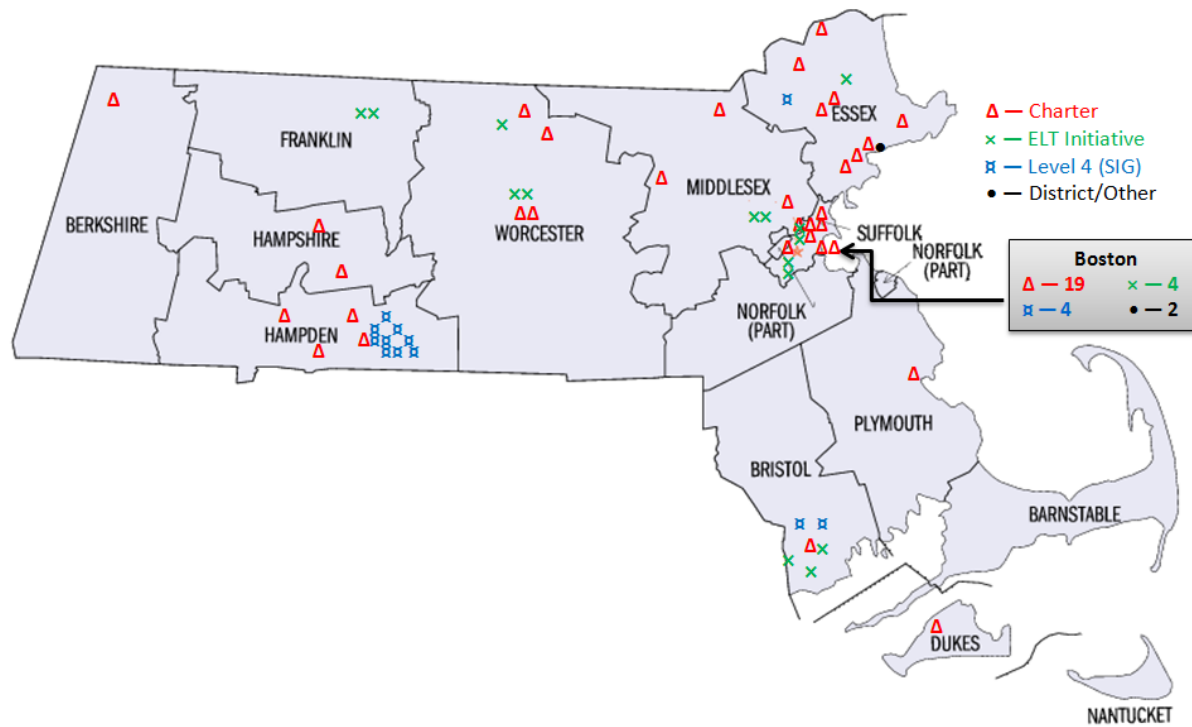 ESSEX
Δ — Charter
× — ELT Initiative
¤ — Level 4 (SIG)
• — District/Other
FRANKLIN
MIDDLESEX
BERKSHIRE
HAMPSHIRE
WORCESTER
SUFFOLK
NORFOLK
(PART)
Boston
Δ — 19 × — 4
¤ — 4 • — 2
HAMPDEN
NORFOLK
(PART)
PLYMOUTH
BRISTOL
BARNSTABLE
DUKES
NANTUCKET